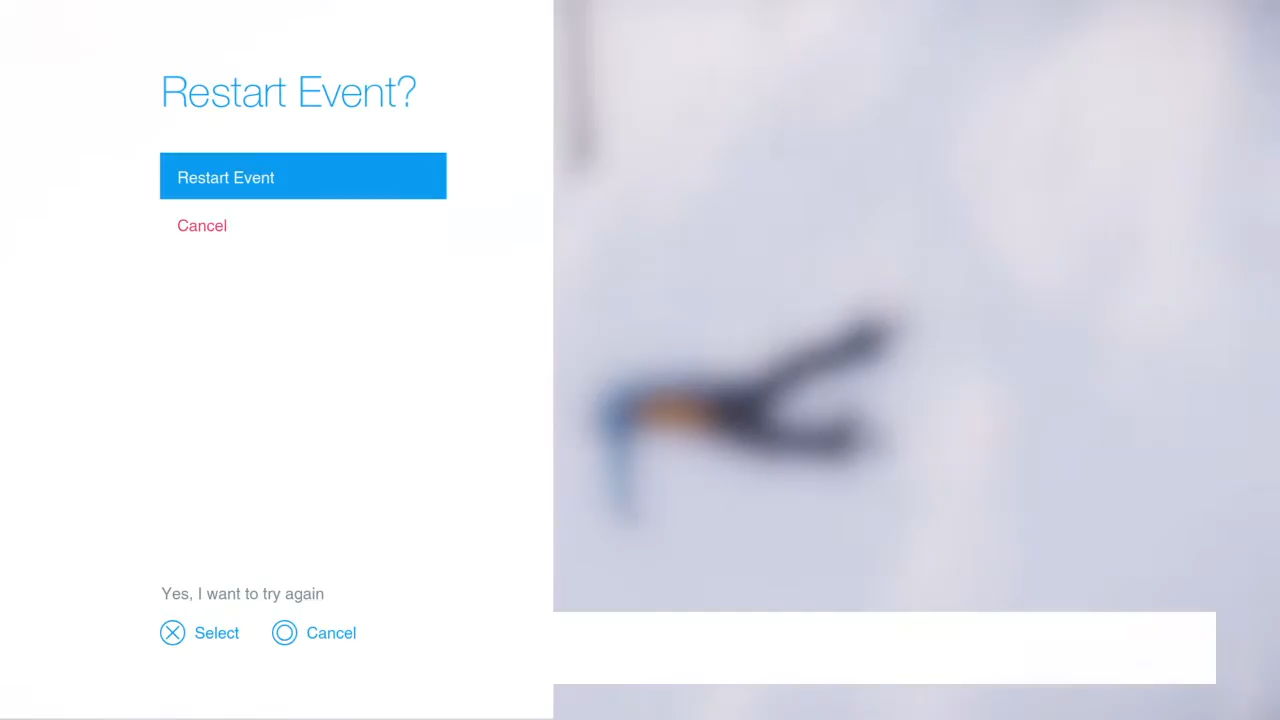 Restart Event?
Restart Event
Cancel
Yes, I want to try again
Select Cancel